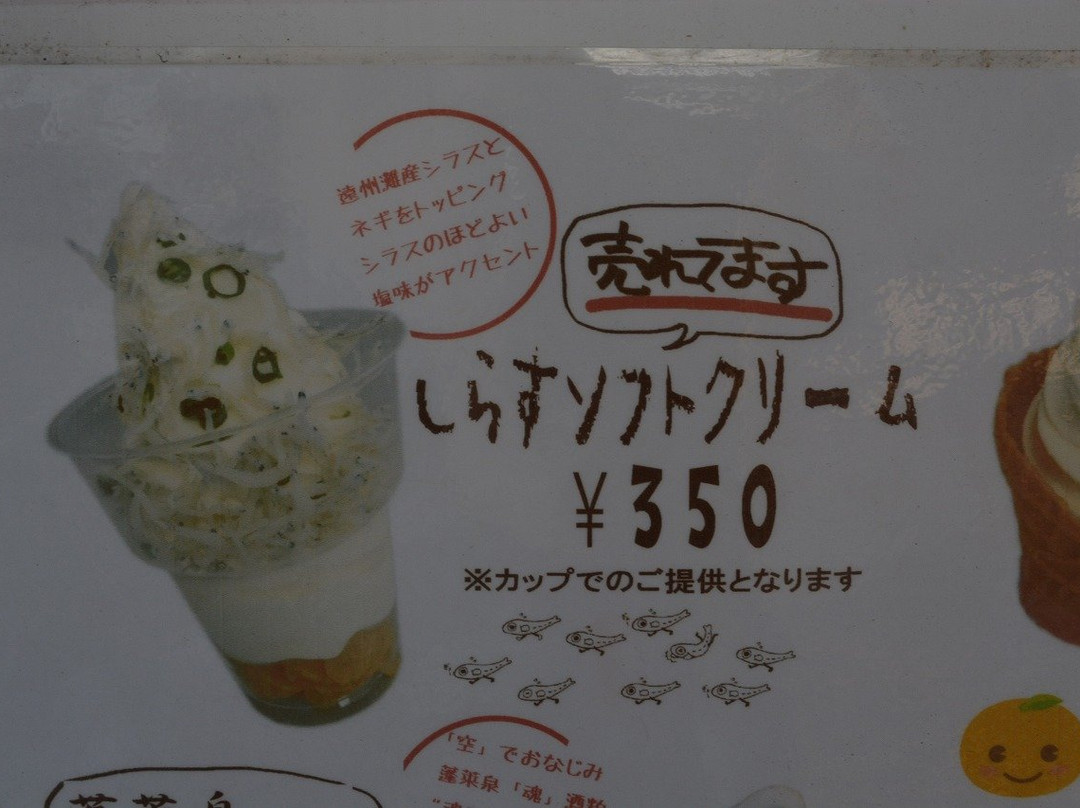 遠州灘産シラスと
ネギをトッピング
シラスのほどよい
塩味がアクセント
売れてます
しらすソフトクリーム
¥350
※カップでのご提供となります
「空」でおなじみ
蓬莱泉「魂」酒粕